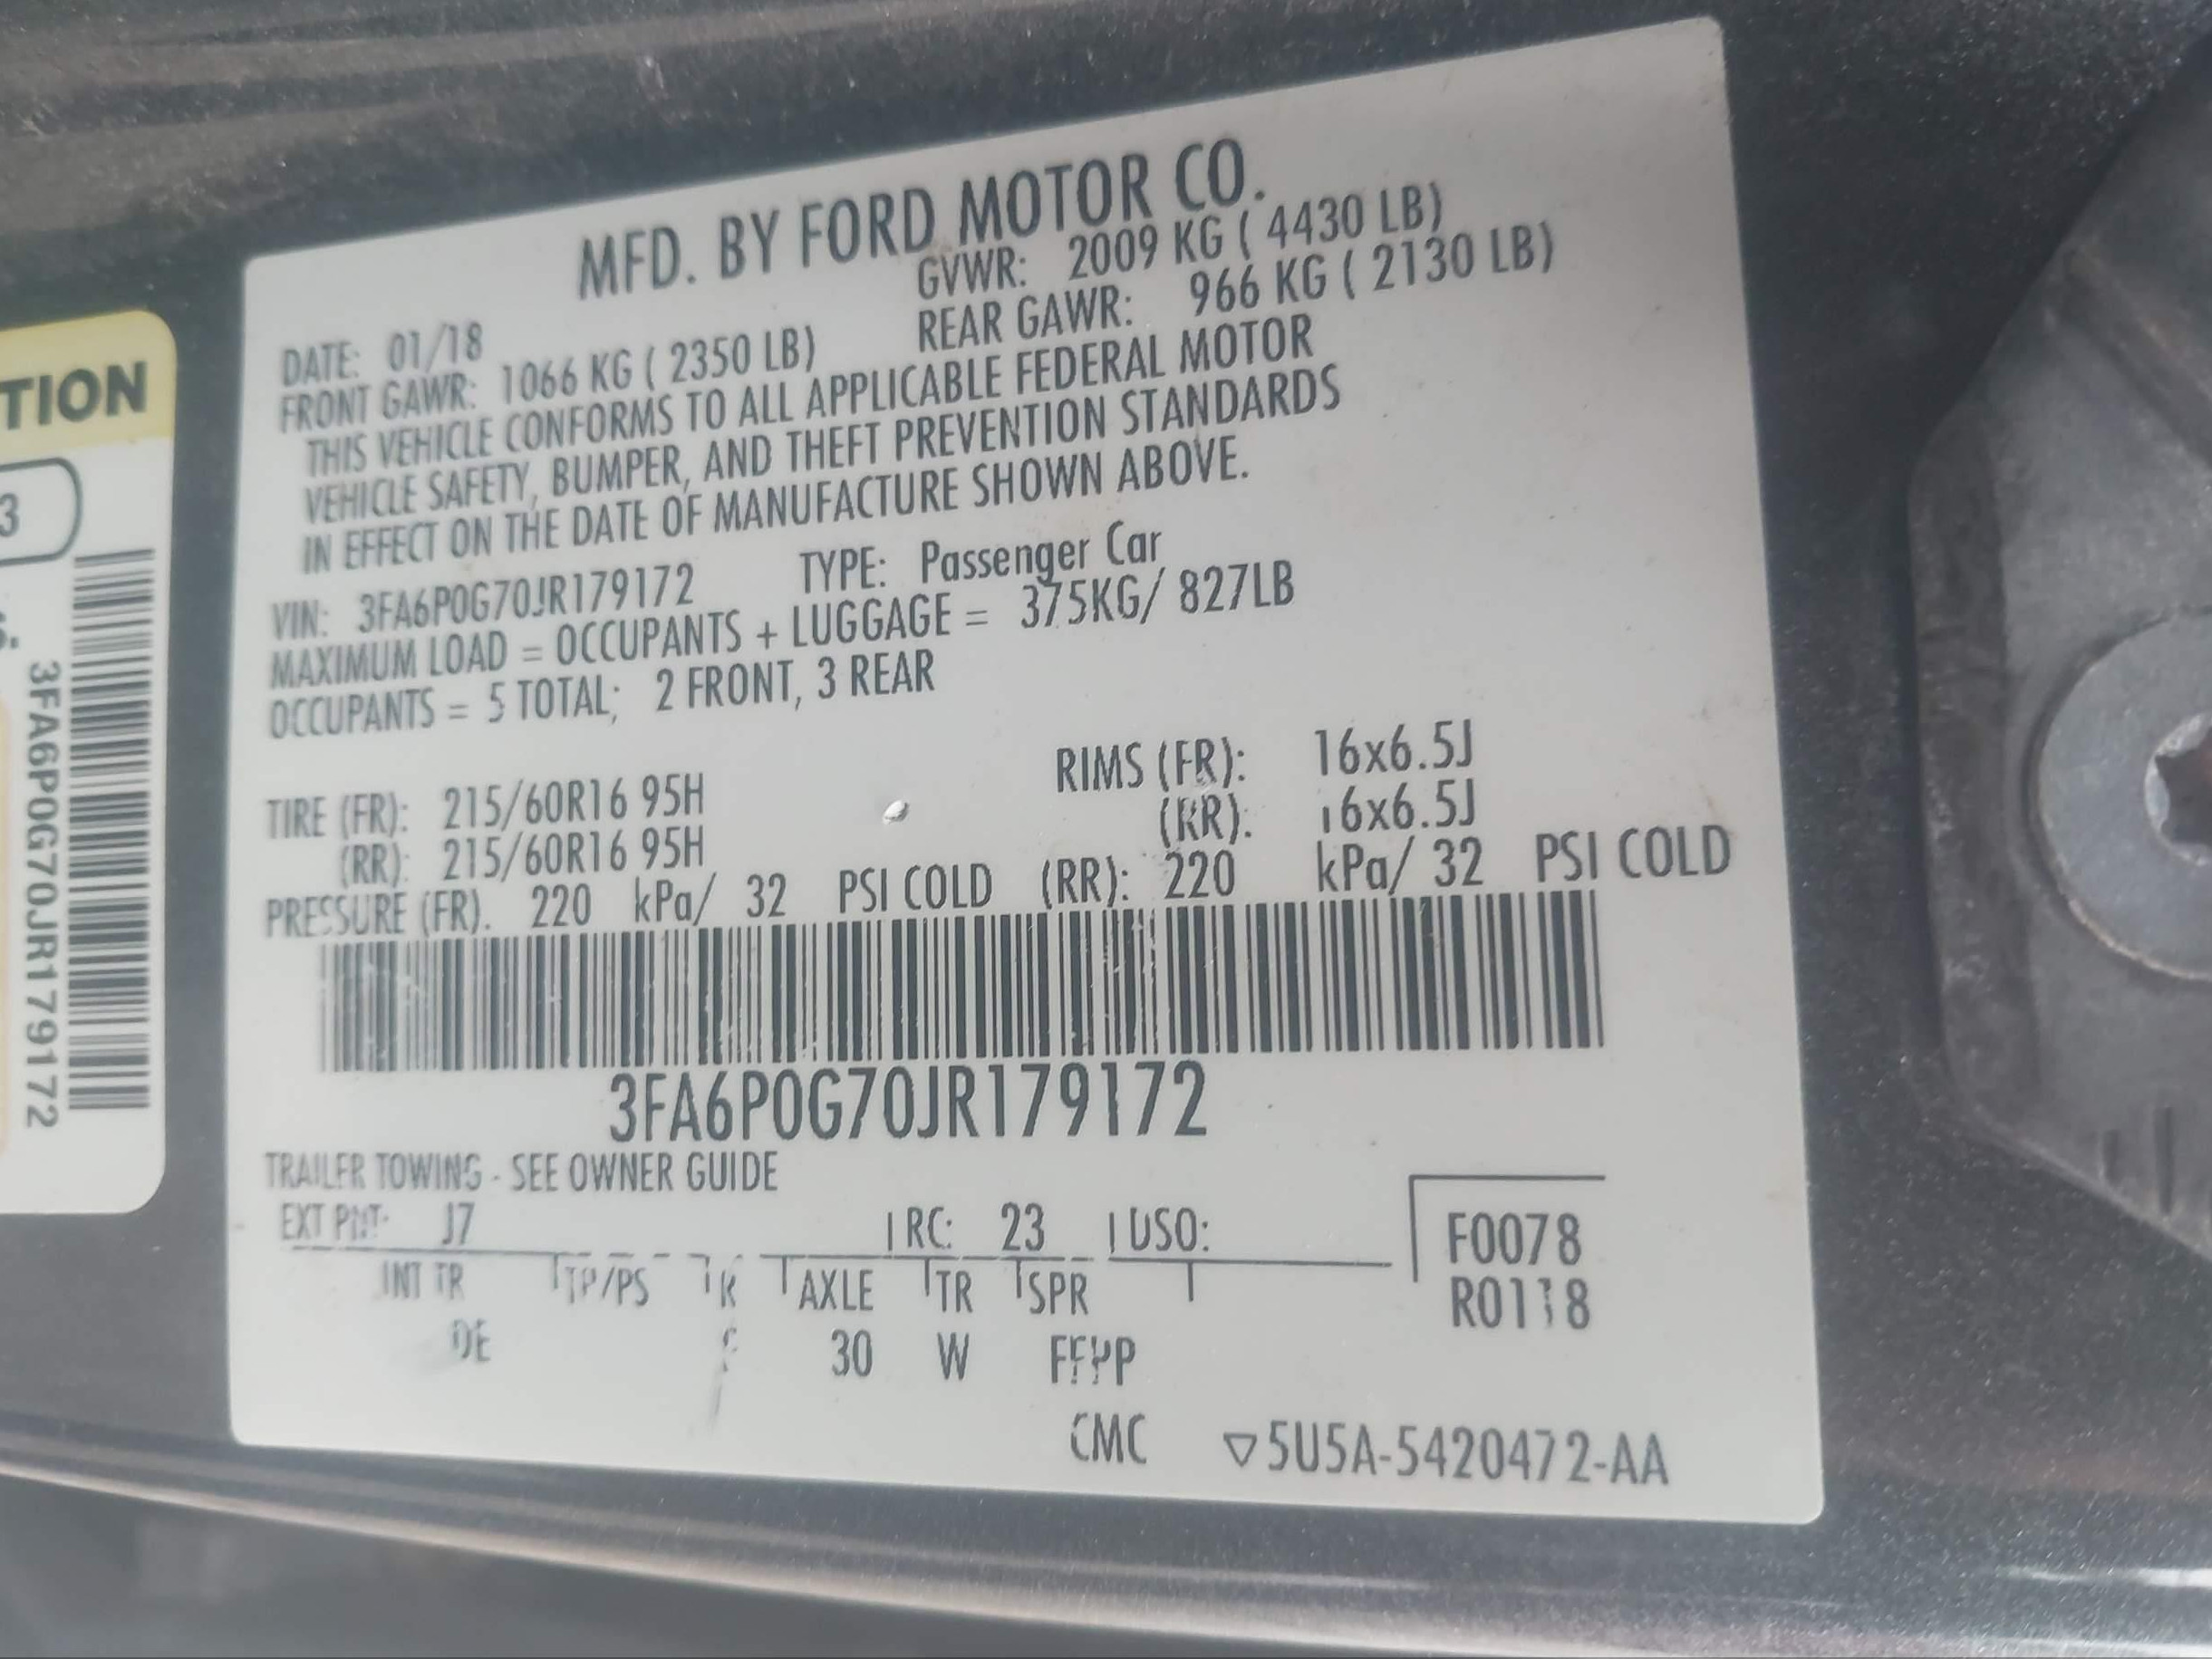 TION
3
3FA6P0G70JR179172
MFD. BY FORD MOTOR CO.
DATE: 01/18 GVWR: 2009 KG ( 4430 LB)
FRONT GAWR: 1066 KG ( 2350 LB) REAR GAWR: 966 KG ( 2130 LB)
THIS VEHICLE CONFORMS TO ALL APPLICABLE FEDERAL MOTOR
VEHICLE SAFETY, BUMPER, AND THEFT PREVENTION STANDARDS
IN EFFECT ON THE DATE OF MANUFACTURE SHOWN ABOVE.
VIN: 3FA6P0G70JR179172 TYPE: Passenger Car
MAXIMUM LOAD = OCCUPANTS + LUGGAGE = 375KG/ 827LB
OCCUPANTS = 5 TOTAL; 2 FRONT, 3 REAR
TIRE (FR): 215/60R16 95H RIMS (FR): 16x6.5J
(RR): 215/60R16 95H (RR): 16x6.5J
PRESSURE (FR): 220 kPa/ 32 PSI COLD (RR): 220 kPa/ 32 PSI COLD
3FA6P0G70JR179172
TRAILER TOWING - SEE OWNER GUIDE
EXT PNT: J7 RC: 23 DSO: F0078
INT TR TP/PS R AXLE TR SPR R0118
DE 30 W FFPP
CMC ▽5U5A-5420472-AA